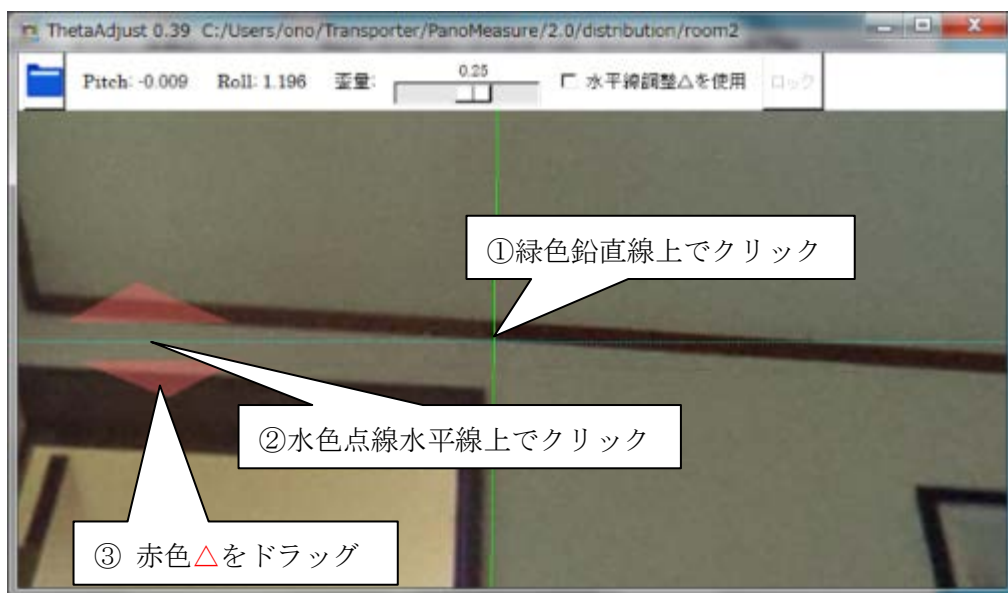 ThetaAdjust 0.39 C:/Users/ono/Transporter/PanoMeasure/2.0/distribution/room2
Pitch: -0.009 Roll: 1.196 歪量: 0.25 水平線調整△を使用 ロック
①緑色鉛直線上でクリック
②水色点線水平線上でクリック
③ 赤色△をドラッグ